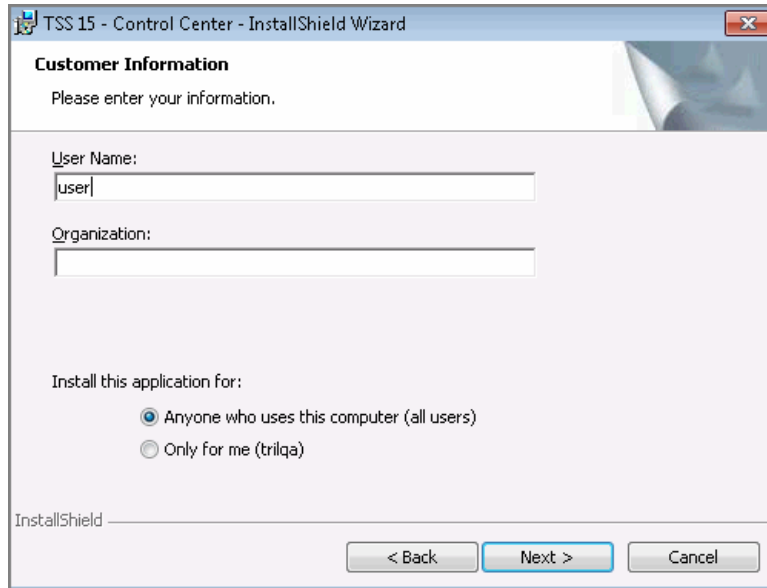 TSS 15 - Control Center - InstallShield Wizard
Customer Information
Please enter your information.
User Name:
user
Organization:
Install this application for:
Anyone who uses this computer (all users)
Only for me (trilqa)
InstallShield
< Back Next > Cancel